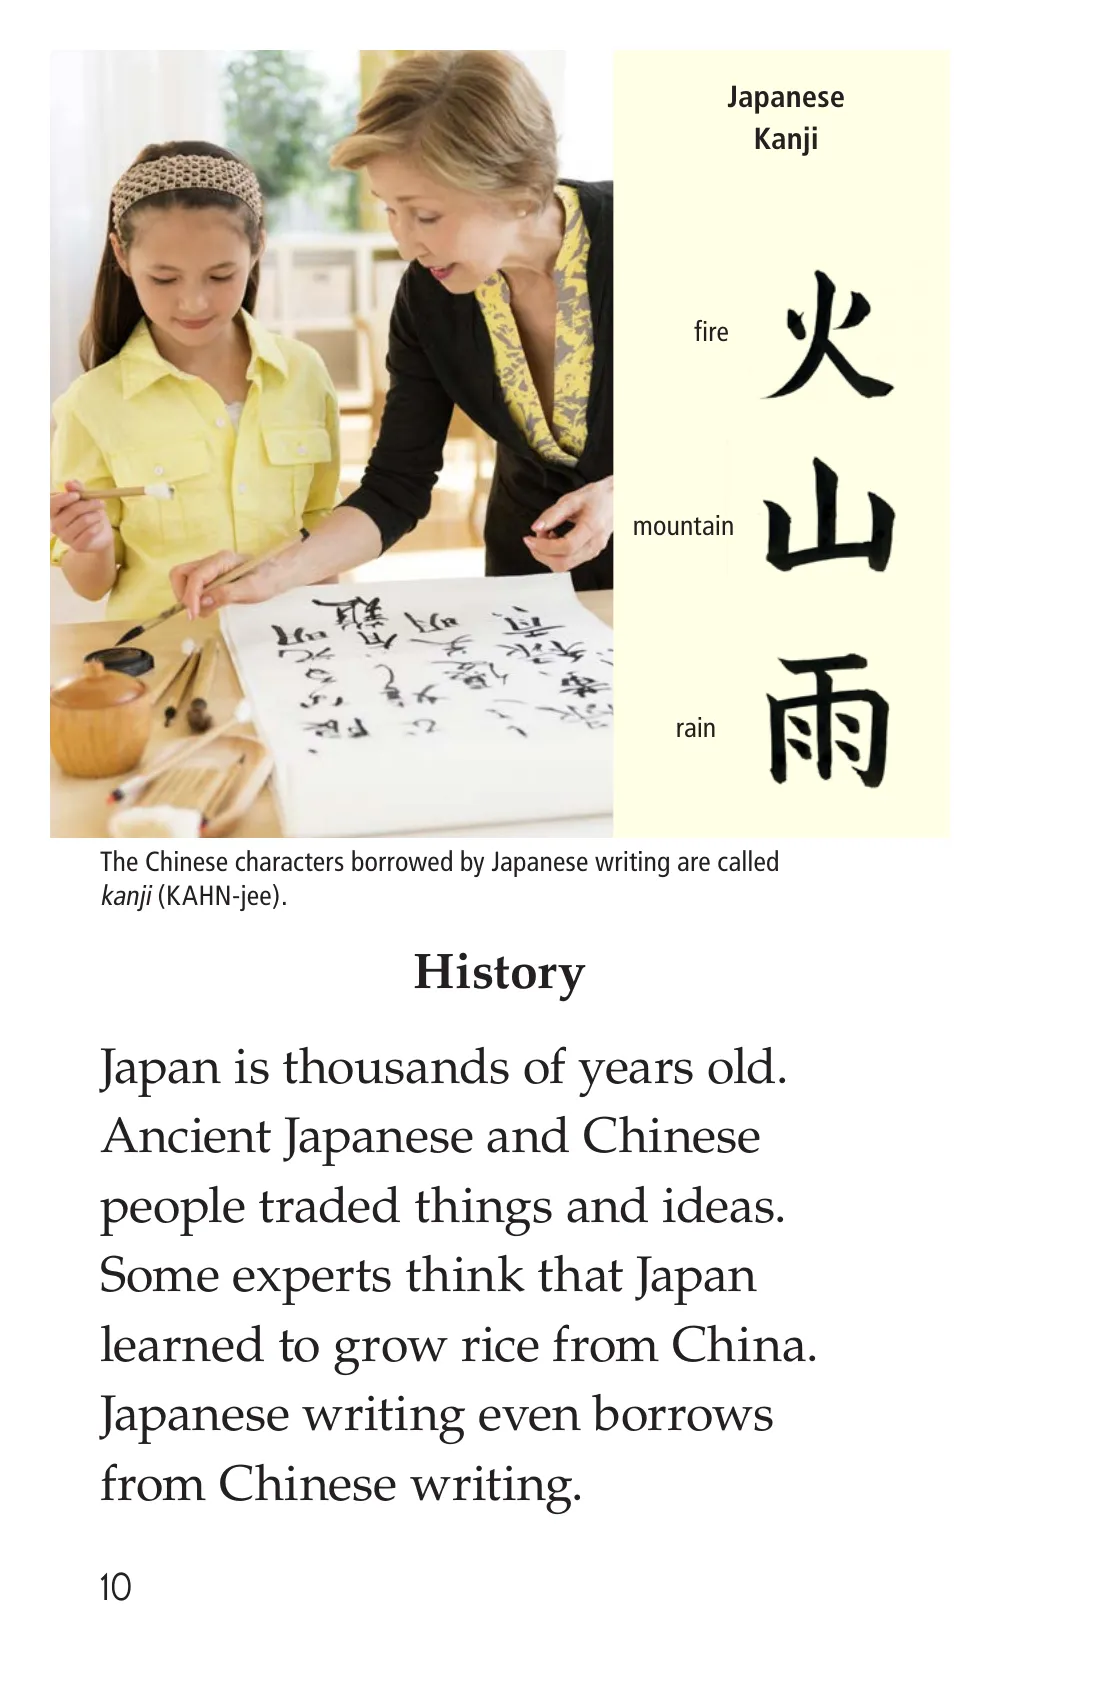 Japanese
Kanji
fire 火
mountain 山
rain 雨
The Chinese characters borrowed by Japanese writing are called
kanji (KAHN-jee).
History
Japan is thousands of years old.
Ancient Japanese and Chinese
people traded things and ideas.
Some experts think that Japan
learned to grow rice from China.
Japanese writing even borrows
from Chinese writing.
10